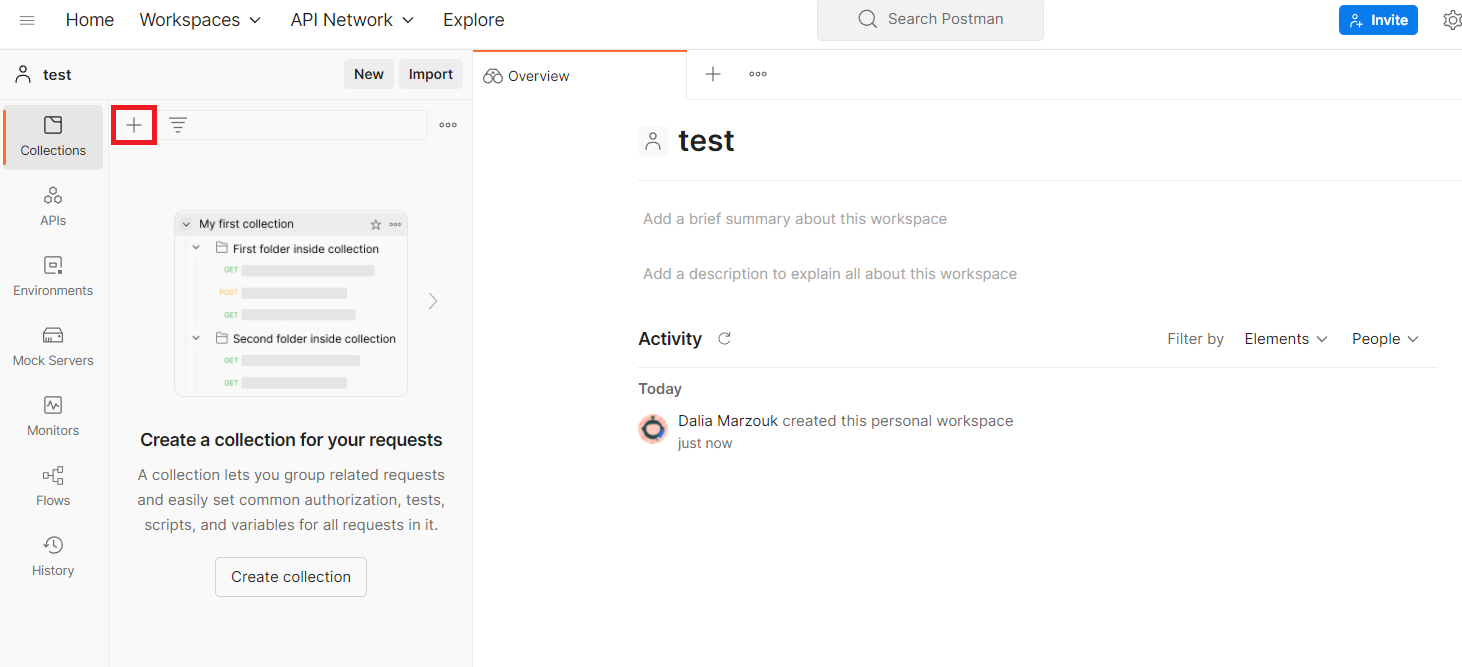 Home Workspaces API Network Explore Search Postman Invite
test New Import
Overview
Collections
APIs
Environments
Mock Servers
Monitors
Flows
History
My first collection
First folder inside collection
GET
POST
GET
Second folder inside collection
GET
GET
Create a collection for your requests
A collection lets you group related requests
and easily set common authorization, tests,
scripts, and variables for all requests in it.
Create collection
test
Add a brief summary about this workspace
Add a description to explain all about this workspace
Activity Filter by Elements People
Today
Dalia Marzouk created this personal workspace
just now